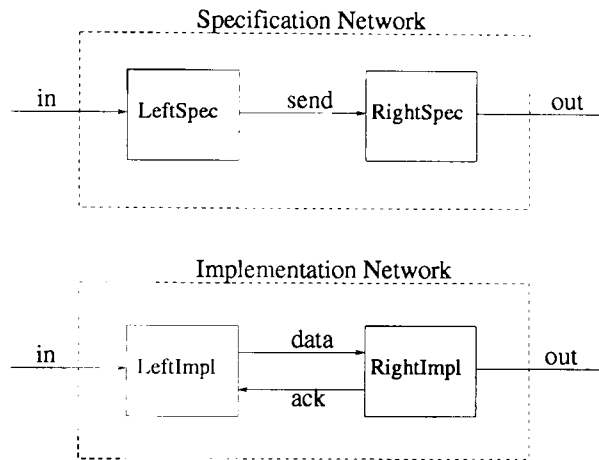 Specification Network
in
LeftSpec
send
RightSpec
out
Implementation Network
in
LeftImpl
data
ack
RightImpl
out